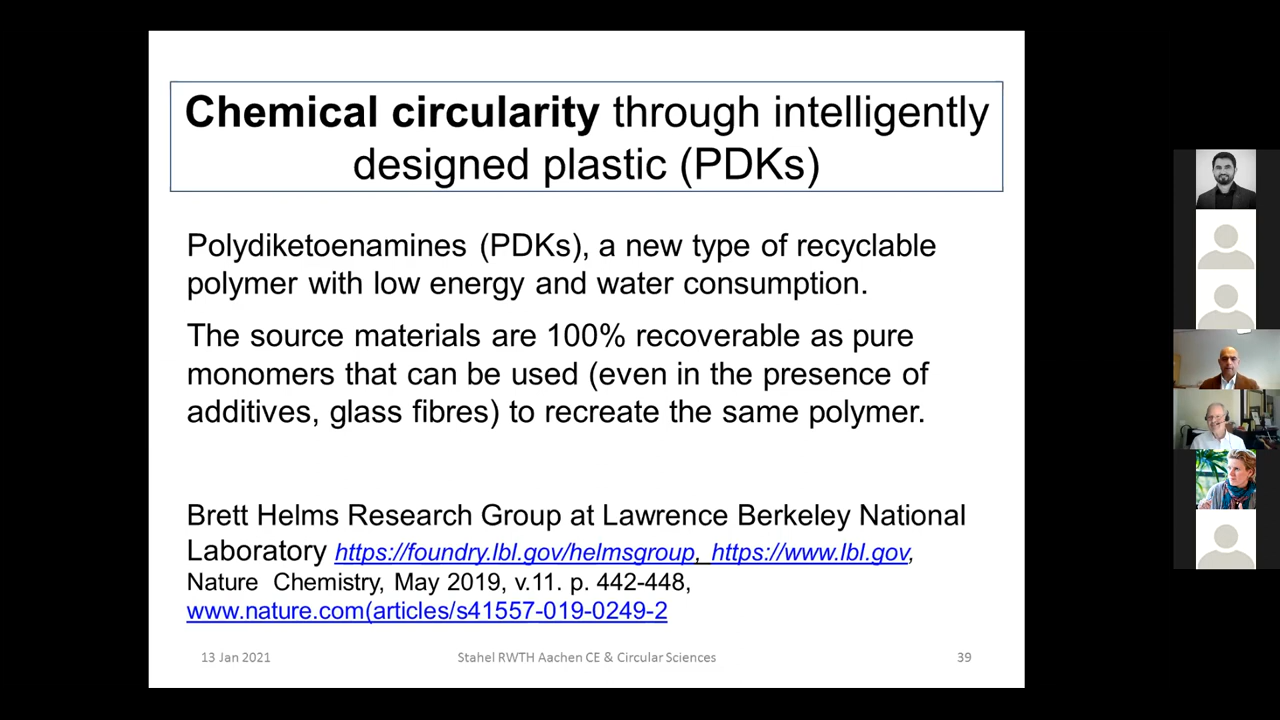 Chemical circularity through intelligently
designed plastic (PDKs)
Polydiketoenamines (PDKs), a new type of recyclable
polymer with low energy and water consumption.
The source materials are 100% recoverable as pure
monomers that can be used (even in the presence of
additives, glass fibres) to recreate the same polymer.
Brett Helms Research Group at Lawrence Berkeley National
Laboratory https://foundry.lbl.gov/helmsgroup, https://www.lbl.gov,
Nature Chemistry, May 2019, v.11. p. 442-448,
www.nature.com(articles/s41557-019-0249-2
13 Jan 2021 Stahel RWTH Aachen CE & Circular Sciences 39